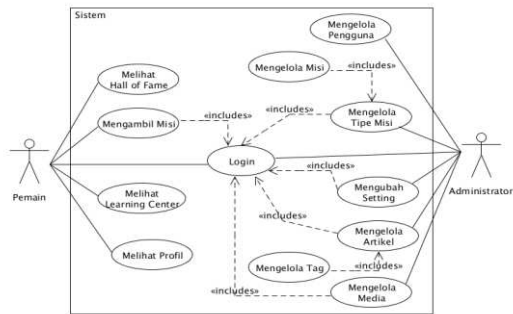 Sistem
Mengelola
Pengguna
Mengelola Misi
«includes»
Melihat
Hall of Fame
Mengambil Misi
«includes»
«includes»
Mengelola
Tipe Misi
Login
«includes»
Pemain
Administrator
Melihat
Learning Center
Mengubah
Setting
«includes»
Mengelola
Artikel
Melihat Profil
Mengelola Tag
«includes»
«includes»
Mengelola
Media